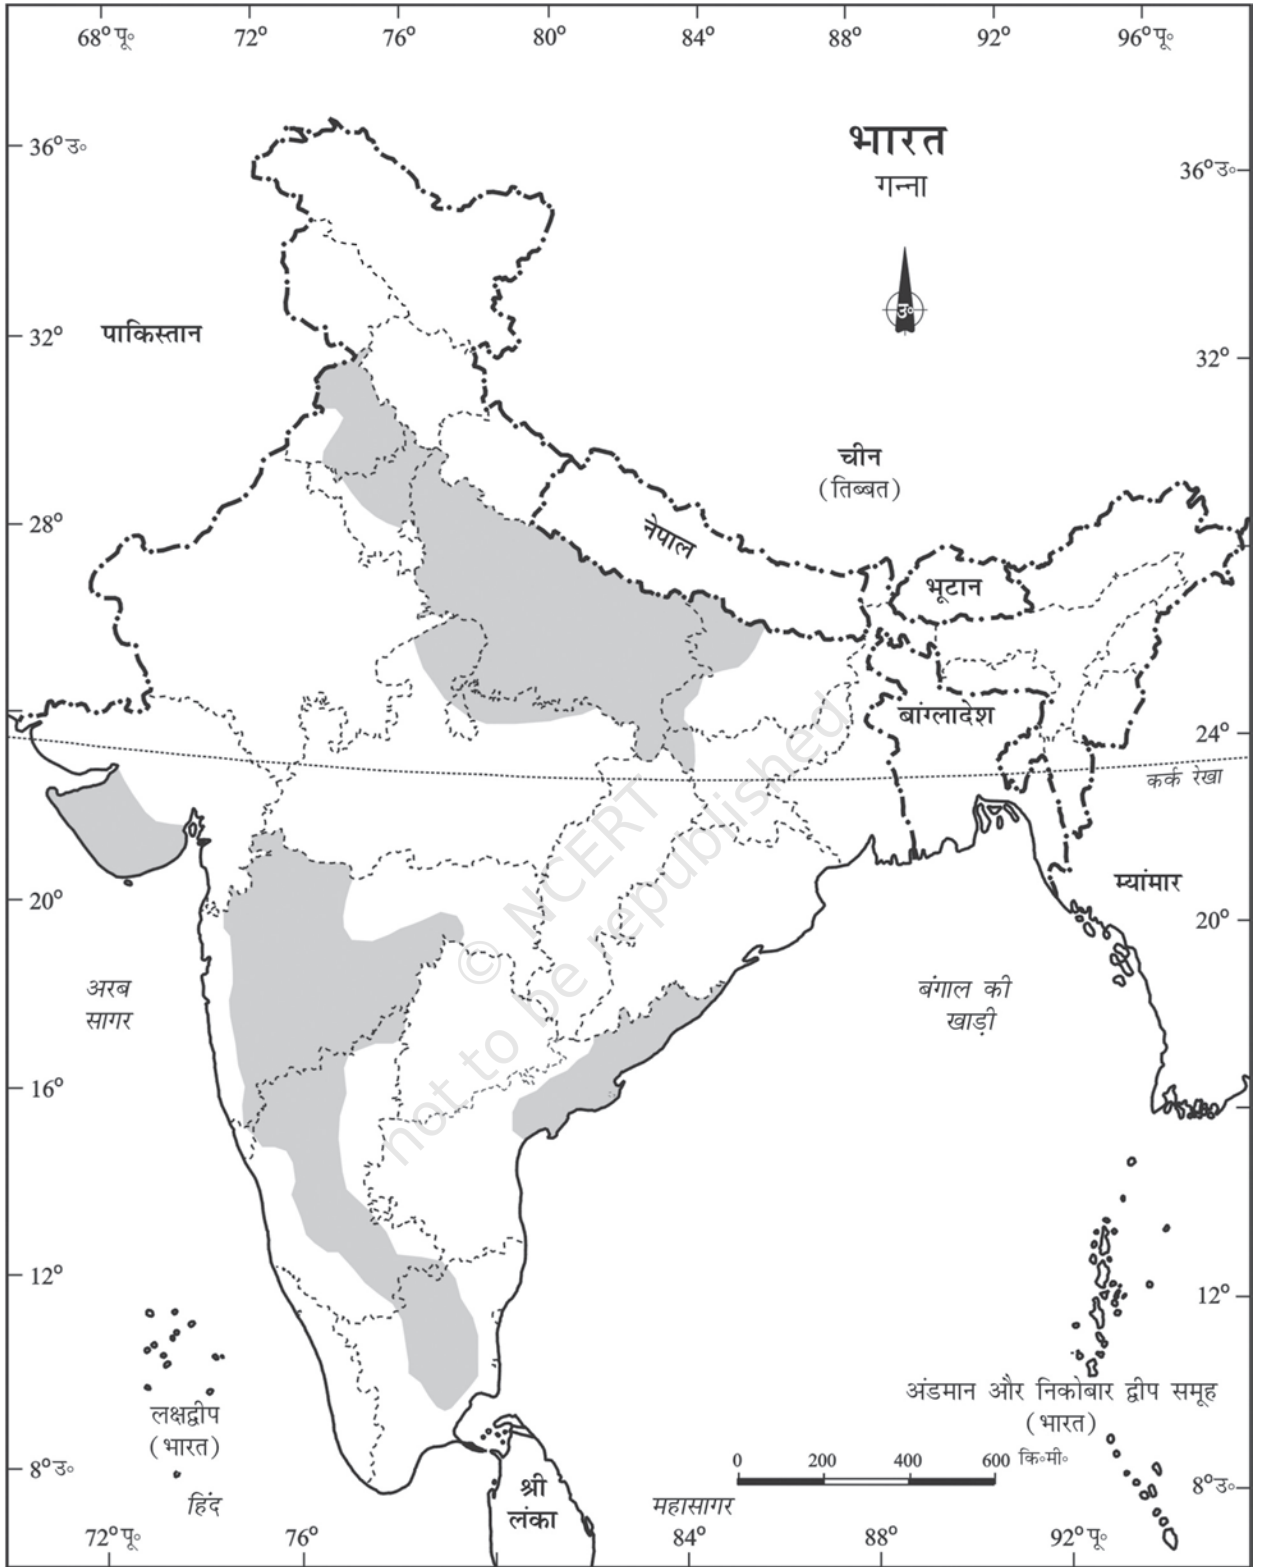 68°पू॰ 72° 76° 80° 84° 88° 92° 96°पू॰
भारत
गन्ना
36°उ॰
36°उ॰
उ॰
पाकिस्तान
32°
32°
चीन
(तिब्बत)
28°
नेपाल
भूटान
बांग्लादेश
24°
कर्क रेखा
म्यांमार
20°
20°
© NCERT
not to be republished
अरब
सागर
बंगाल की
खाड़ी
16°
12°
12°
अंडमान और निकोबार द्वीप समूह
(भारत)
लक्षद्वीप
(भारत)
0 200 400 600 कि॰मी॰
8°उ॰
8°उ॰
श्री
लंका
हिंद
महासागर
72°पू॰ 76° 84° 88° 92°पू॰